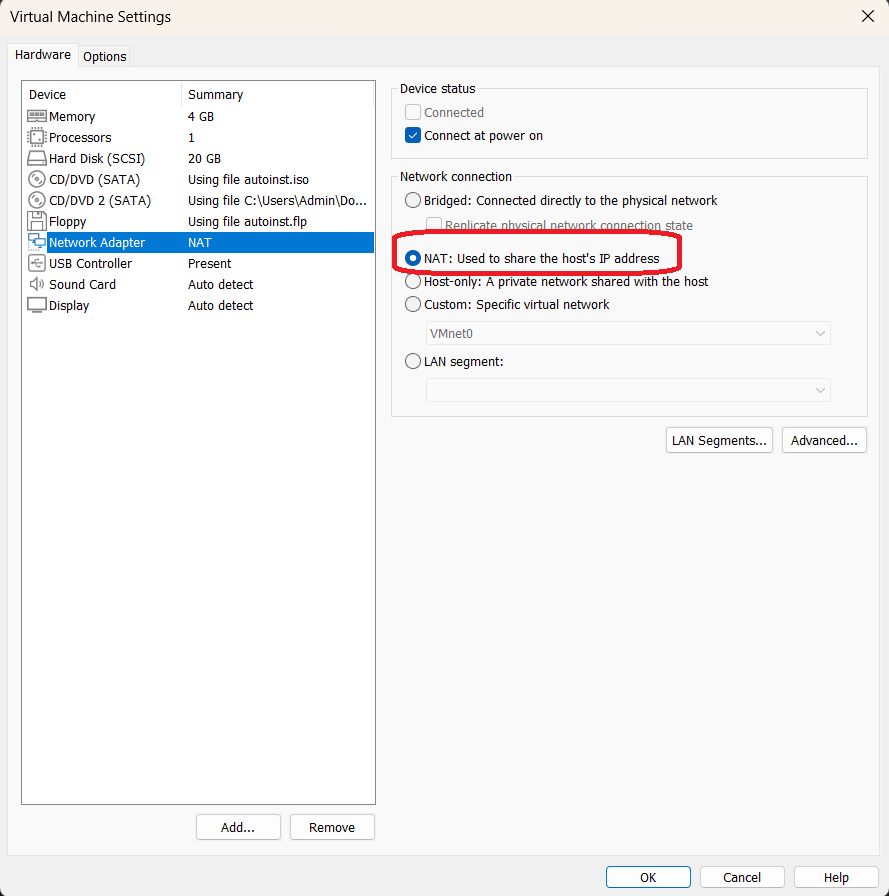 Virtual Machine Settings
Hardware
Options
Device Summary
Memory 4 GB
Processors 1
Hard Disk (SCSI) 20 GB
CD/DVD (SATA) Using file autoinst.iso
CD/DVD 2 (SATA) Using file C:\Users\Admin\Do...
Floppy Using file autoinst.flp
Network Adapter NAT
USB Controller Present
Sound Card Auto detect
Display Auto detect
Add...
Remove
Device status
Connected
Connect at power on
Network connection
Bridged: Connected directly to the physical network
Replicate physical network connection state
NAT: Used to share the host's IP address
Host-only: A private network shared with the host
Custom: Specific virtual network
VMnet0
LAN segment:
LAN Segments...
Advanced...
OK
Cancel
Help